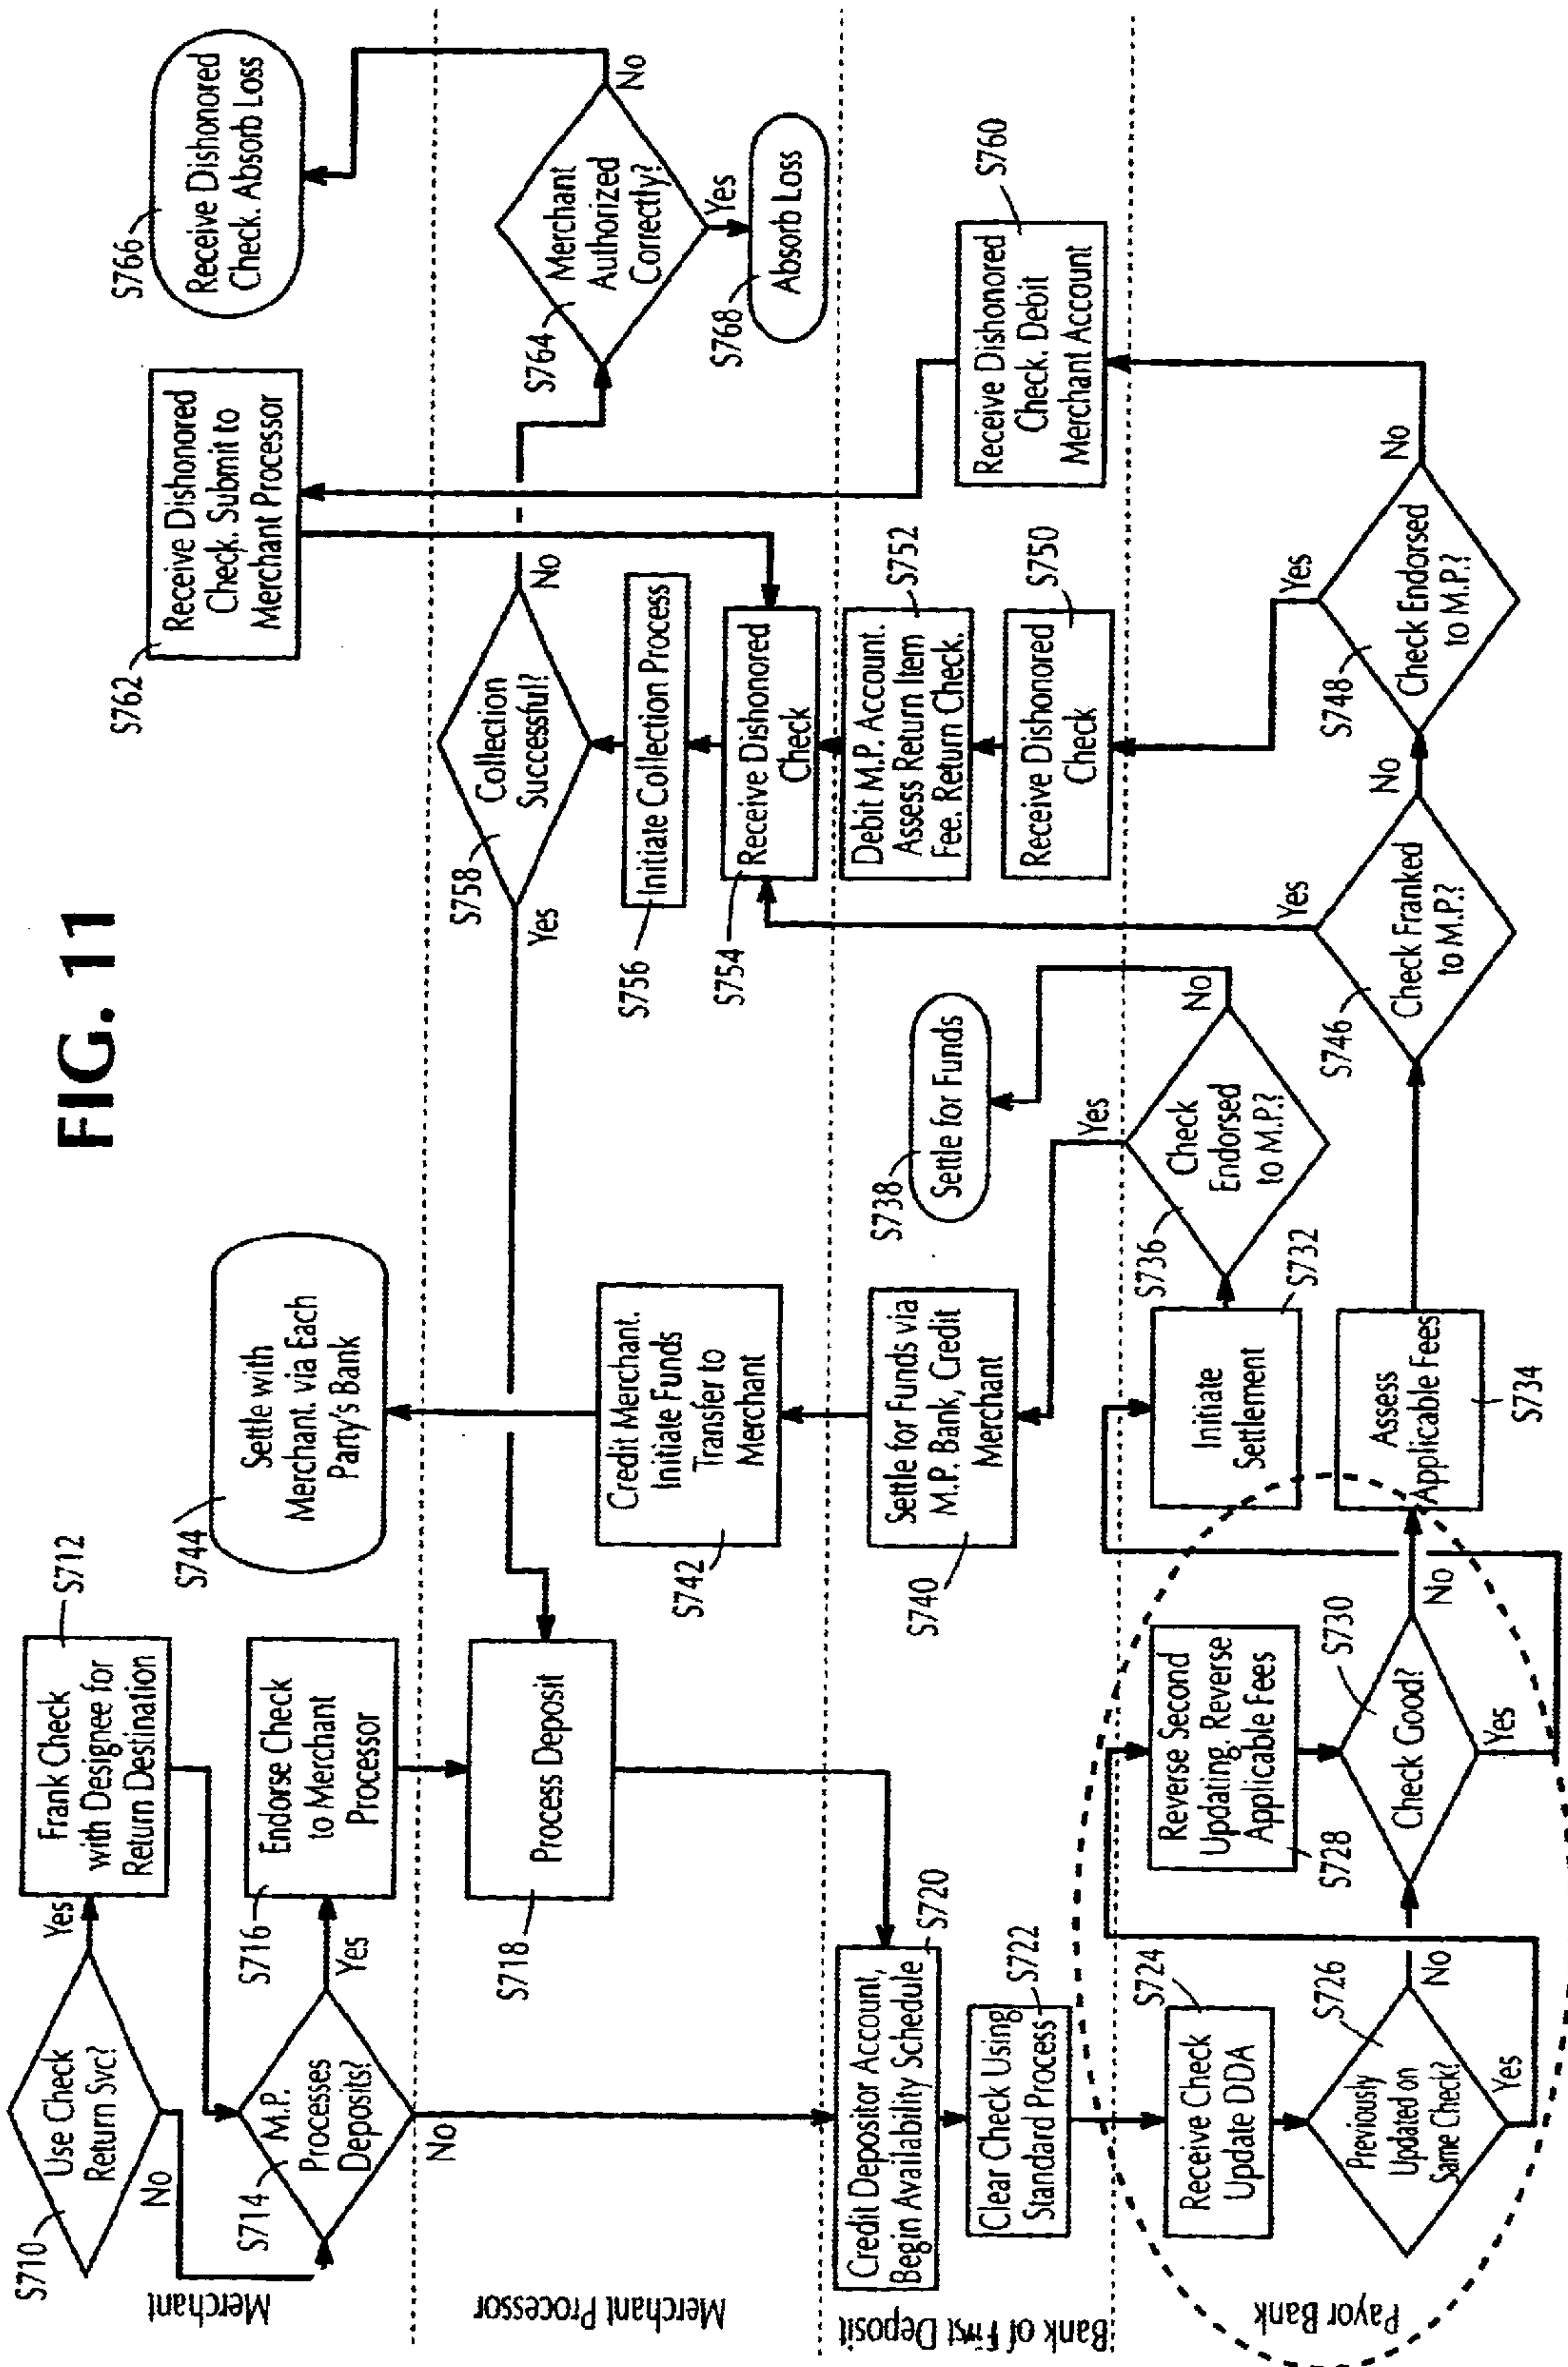 FIG. 11
Merchant
S710
Use Check
Return Svc?
Yes
No
S712
Frank Check
with Designee for
Return Destination
S714
M.P.
Processes
Deposits?
Yes
No
S716
Endorse Check
to Merchant
Processor
S744
Settle with
Merchant. via Each
Party's Bank
S762
Receive Dishonored
Check. Submit to
Merchant Processor
S766
Receive Dishonored
Check. Absorb Loss
Merchant Processor
S718
Process Deposit
S742
Credit Merchant.
Initiate Funds
Transfer to
Merchant
S758
Collection
Successful?
Yes
No
S756
Initiate Collection Process
S754
Receive Dishonored
Check
S764
Merchant
Authorized
Correctly?
No
Yes
S768
Absorb Loss
Bank of First Deposit
S720
Credit Depositor Account,
Begin Availability Schedule
S722
Clear Check Using
Standard Process
S740
Settle for Funds via
M.P. Bank, Credit
Merchant
S738
Settle for Funds
S752
Debit M.P. Account.
Assess Return Item
Fee. Return Check.
S750
Receive Dishonored
Check
S760
Receive Dishonored
Check. Debit
Merchant Account
Payor Bank
S724
Receive Check
Update DDA
S726
Previously
Updated on
Same Check?
No
Yes
S728
Reverse Second
Updating. Reverse
Applicable Fees
S730
Check Good?
No
Yes
S732
Initiate
Settlement
S734
Assess
Applicable Fees
S736
Check
Endorsed
to M.P.?
Yes
No
S746
Check Franked
to M.P.?
Yes
No
S748
Check Endorsed
to M.P.?
Yes
No